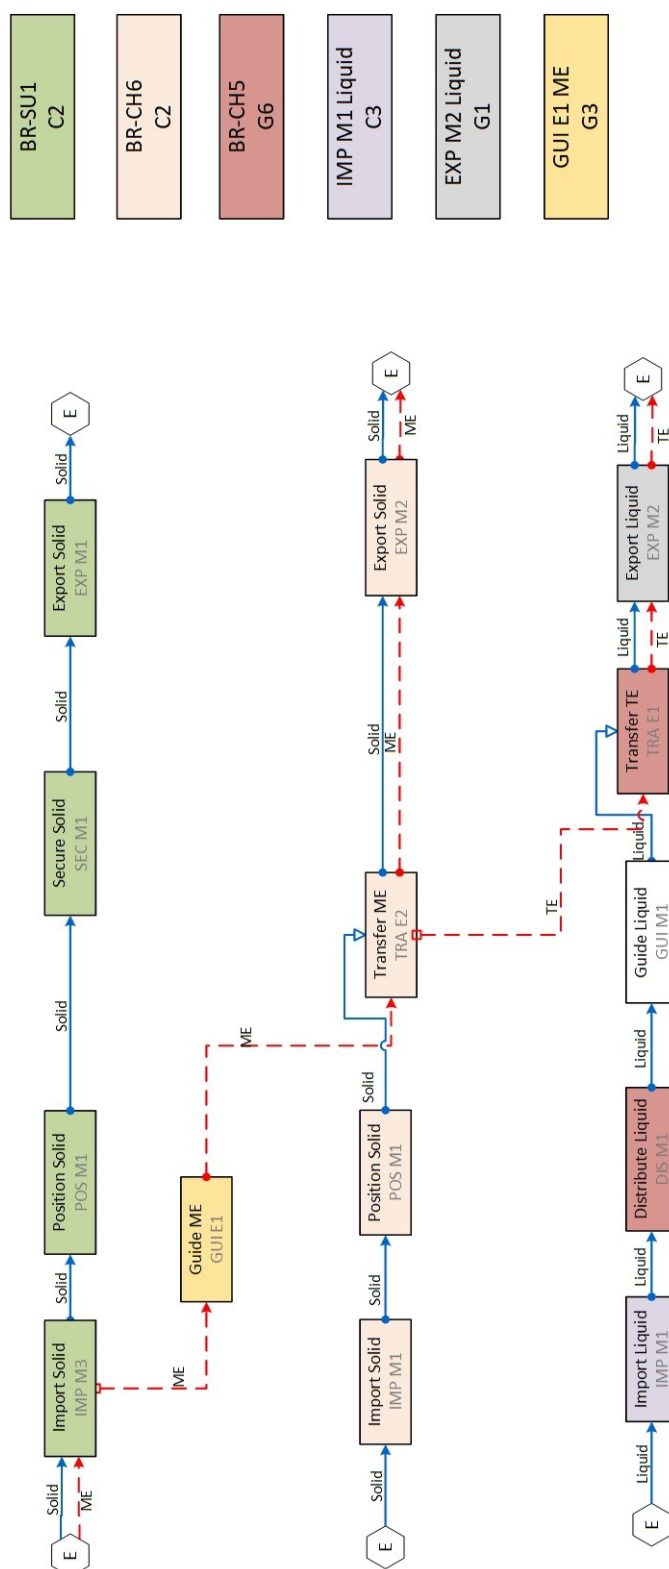 BR-SU1
C2
BR-CH6
C2
BR-CH5
G6
IMP M1 Liquid
C3
EXP M2 Liquid
G1
GUI E1 ME
G3
E
Solid
ME
Import Solid
IMP M3
Solid
Position Solid
POS M1
Solid
Secure Solid
SEC M1
Solid
Export Solid
EXP M1
Solid
E
ME
Guide ME
GUI E1
ME
E
Solid
Import Solid
IMP M1
Solid
Position Solid
POS M1
Solid
Transfer ME
TRA E2
Solid
ME
Export Solid
EXP M2
Solid
ME
E
TE
E
Liquid
Import Liquid
IMP M1
Liquid
Distribute Liquid
DIS M1
Liquid
Guide Liquid
GUI M1
Liquid
Transfer TE
TRA E1
Liquid
TE
Export Liquid
EXP M2
Liquid
TE
E